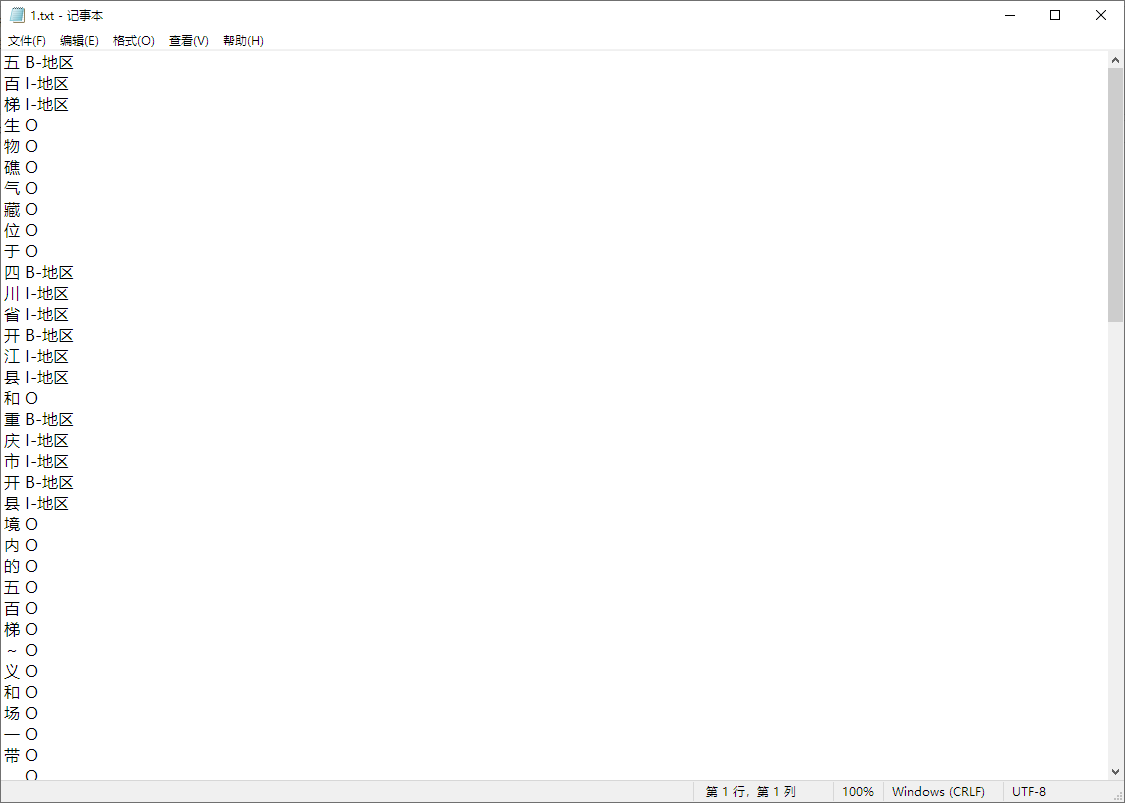 1.txt - 记事本
文件(F) 编辑(E) 格式(O) 查看(V) 帮助(H)
五 B-地区
百 I-地区
梯 I-地区
生 O
物 O
礁 O
气 O
藏 O
位 O
于 O
四 B-地区
川 I-地区
省 I-地区
开 B-地区
江 I-地区
县 I-地区
和 O
重 B-地区
庆 I-地区
市 I-地区
开 B-地区
县 I-地区
境 O
内 O
的 O
五 O
百 O
梯 O
~ O
义 O
和 O
场 O
一 O
带 O
O
第 1 行，第 1 列 100% Windows (CRLF) UTF-8